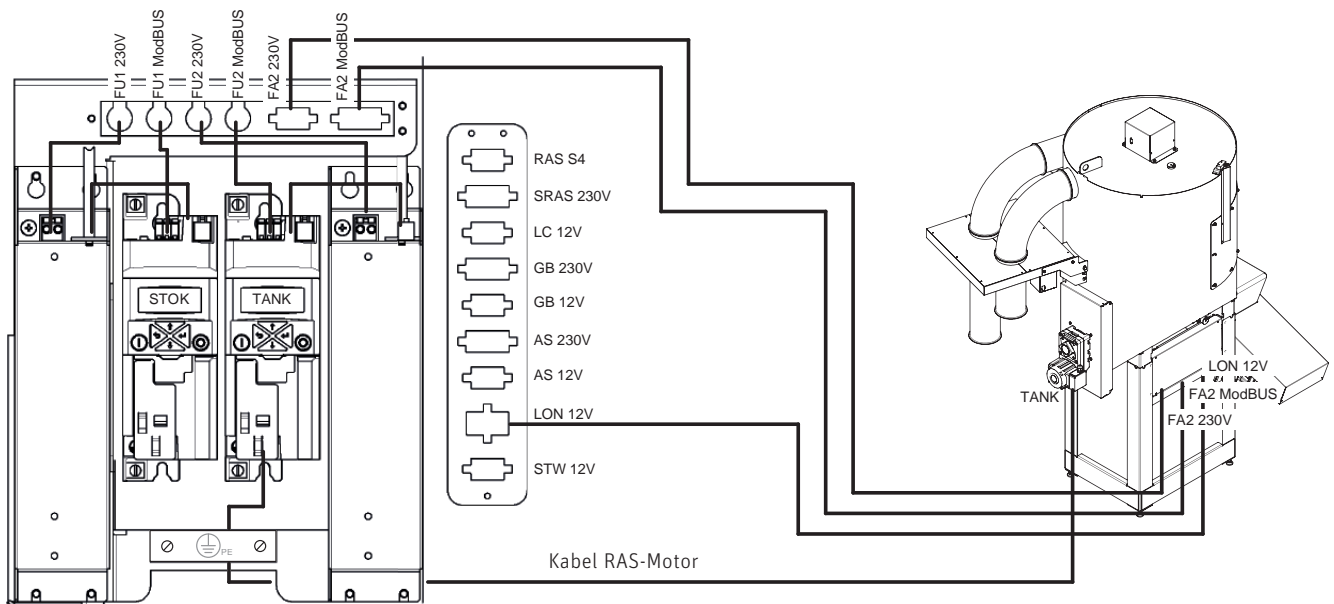 FU1 230V
FU1 ModBUS
FU2 230V
FU2 ModBUS
FA2 230V
FA2 ModBUS
RAS S4
SRAS 230V
LC 12V
GB 230V
GB 12V
AS 230V
AS 12V
LON 12V
STW 12V
STOK
TANK
PE
Kabel RAS-Motor
TANK
LON 12V
FA2 ModBUS
FA2 230V